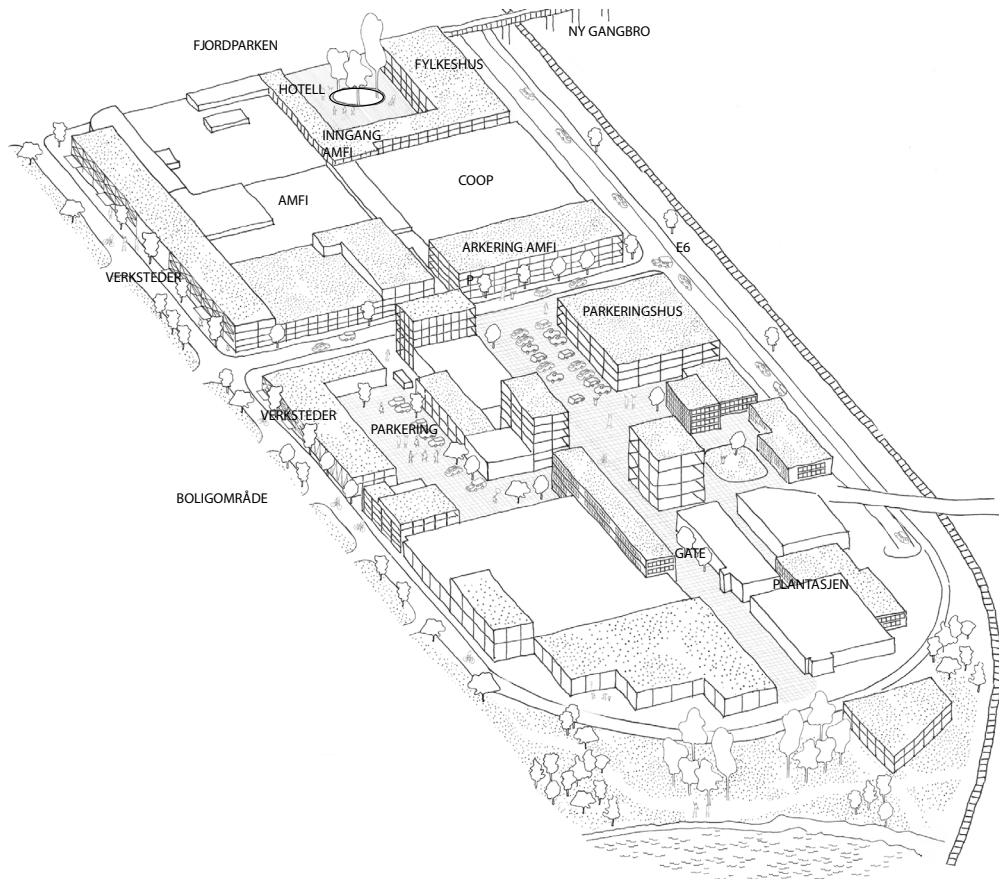 NY GANGBRO
FJORDPARKEN
FYLKESHUS
HOTELL
INNGANG
AMFI
COOP
AMFI
ARKERING AMFI
E6
VERKSTEDER
P
PARKERINGSHUS
VERKSTEDER
PARKERING
BOLIGOMRÅDE
GATE
PLANTASJEN